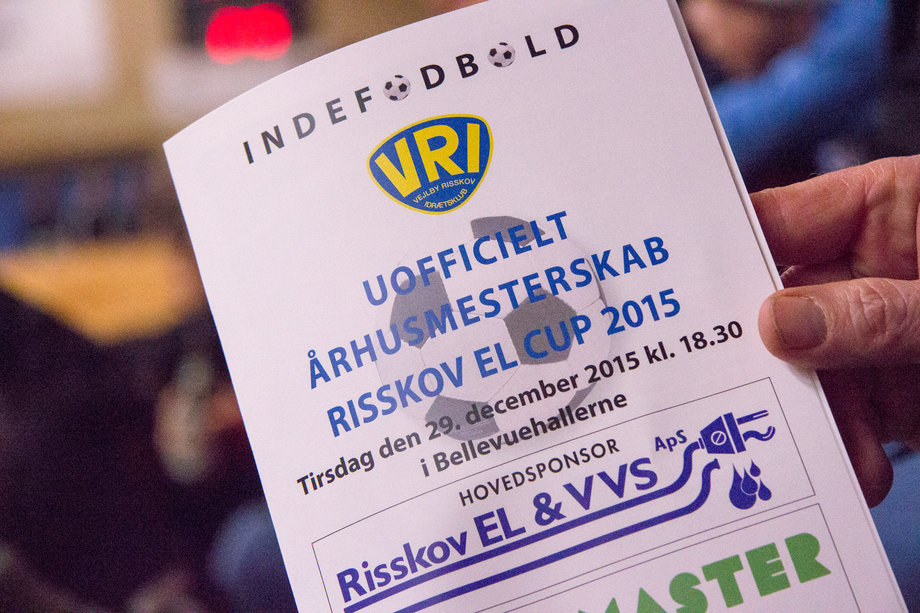 INDEFODBOLD
VRI
VEJLBY RISSKOV
IDRÆTSKLUB
UOFFICIELT
ÅRHUSMESTERSKAB
RISSKOV EL CUP 2015
Tirsdag den 29. december 2015 kl. 18.30
i Bellevuehallerne
HOVEDSPONSOR
Risskov EL & VVS ApS
MASTER